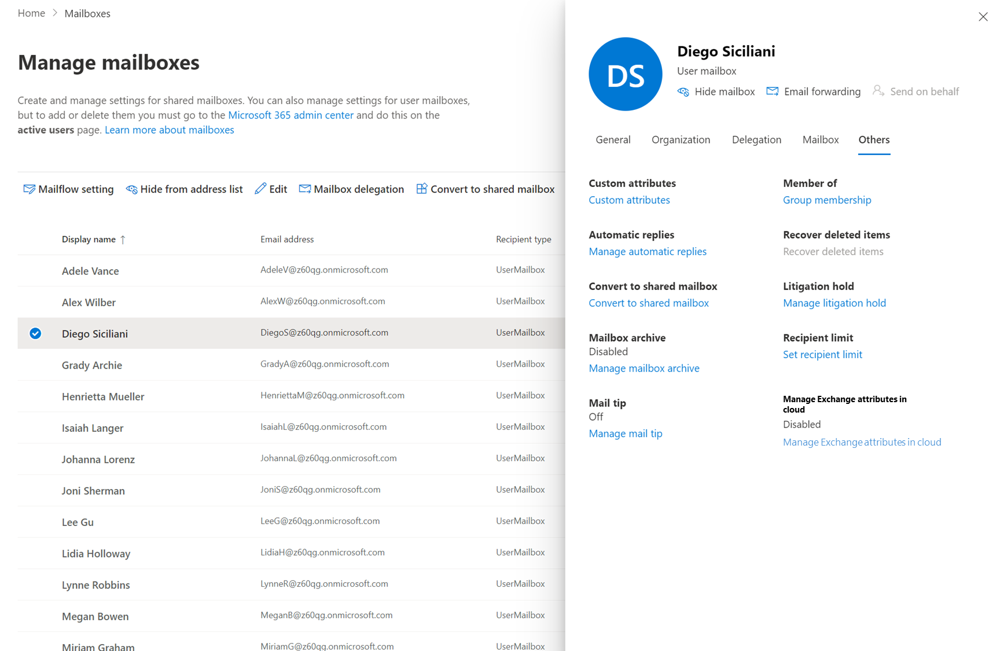 Home > Mailboxes
Manage mailboxes
Create and manage settings for shared mailboxes. You can also manage settings for user mailboxes,
but to add or delete them you must go to the Microsoft 365 admin center and do this on the
active users page. Learn more about mailboxes
Mailflow setting Hide from address list Edit Mailbox delegation Convert to shared mailbox
Display name ↑ Email address Recipient type
Adele Vance AdeleV@z60qg.onmicrosoft.com UserMailbox
Alex Wilber AlexW@z60qg.onmicrosoft.com UserMailbox
Diego Siciliani DiegoS@z60qg.onmicrosoft.com UserMailbox
Grady Archie GradyA@z60qg.onmicrosoft.com UserMailbox
Henrietta Mueller HenriettaM@z60qg.onmicrosoft.com UserMailbox
Isaiah Langer IsaiahL@z60qg.onmicrosoft.com UserMailbox
Johanna Lorenz JohannaL@z60qg.onmicrosoft.com UserMailbox
Joni Sherman JoniS@z60qg.onmicrosoft.com UserMailbox
Lee Gu LeeG@z60qg.onmicrosoft.com UserMailbox
Lidia Holloway LidiaH@z60qg.onmicrosoft.com UserMailbox
Lynne Robbins LynneR@z60qg.onmicrosoft.com UserMailbox
Megan Bowen MeganB@z60qg.onmicrosoft.com UserMailbox
Miriam Graham MiriamG@z60qg.onmicrosoft.com UserMailbox
DS
Diego Siciliani
User mailbox
Hide mailbox Email forwarding Send on behalf
General Organization Delegation Mailbox Others
Custom attributes
Custom attributes
Automatic replies
Manage automatic replies
Convert to shared mailbox
Convert to shared mailbox
Mailbox archive
Disabled
Manage mailbox archive
Mail tip
Off
Manage mail tip
Member of
Group membership
Recover deleted items
Recover deleted items
Litigation hold
Manage litigation hold
Recipient limit
Set recipient limit
Manage Exchange attributes in
cloud
Disabled
Manage Exchange attributes in cloud